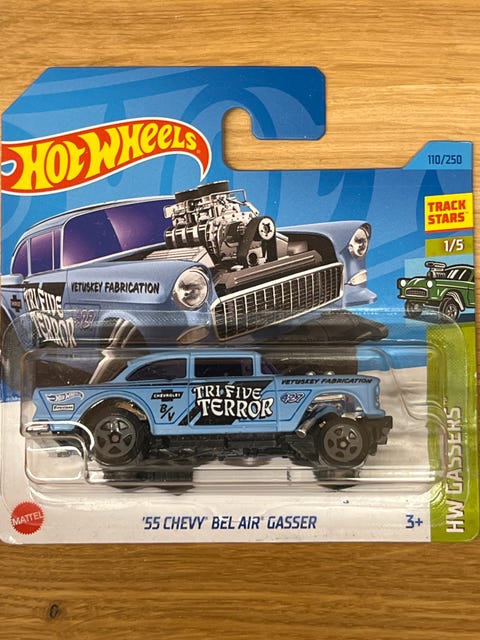 HOT WHEELS
110/250
TRACK
STARS
1/5
VETUSKEY FABRICATION
TRI FIVE
TERROR
CHEVROLET
B/V
TRI-FIVE
TERROR
VETUSKEY FABRICATION
427
HW GASSERS
MATTEL
'55 CHEVY BEL AIR GASSER
3+